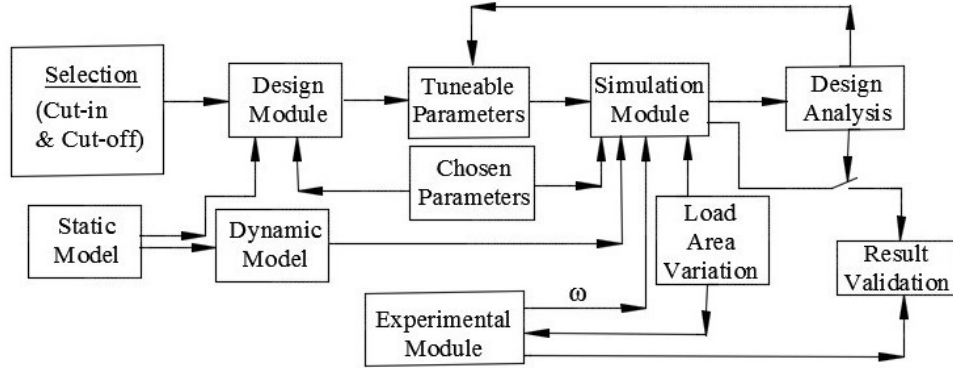 Selection
(Cut-in
& Cut-off)
Design
Module
Tuneable
Parameters
Simulation
Module
Design
Analysis
Chosen
Parameters
Static
Model
Dynamic
Model
Load
Area
Variation
Result
Validation
ω
Experimental
Module